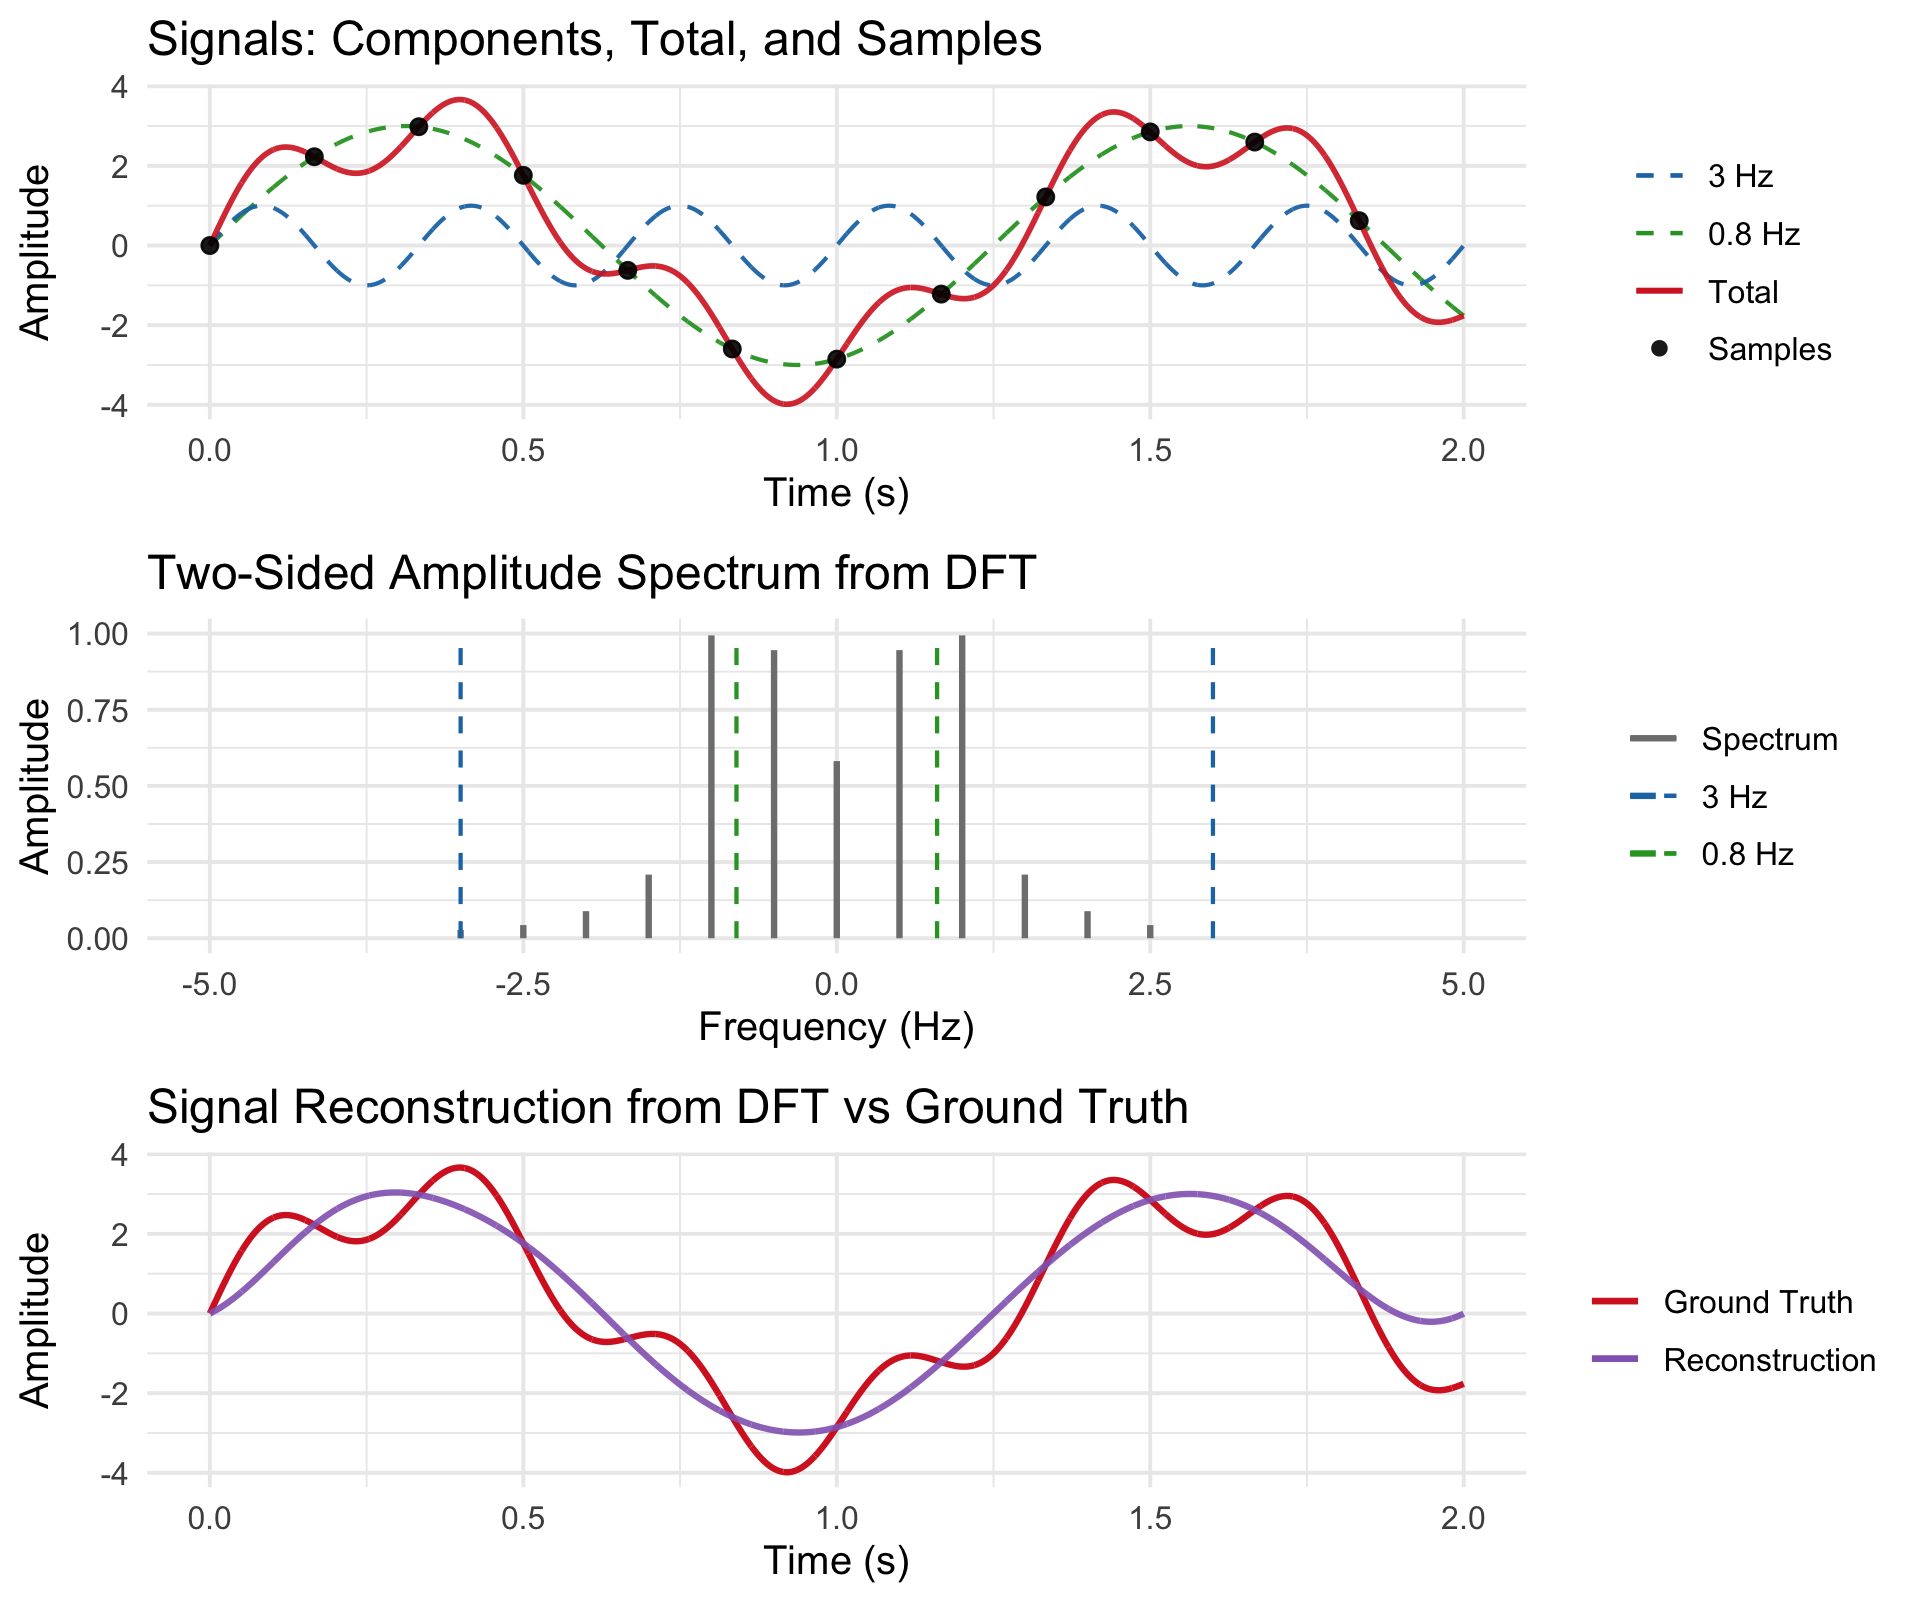 Signals: Components, Total, and Samples
4
2
0
-2
-4
Amplitude
0.0 0.5 1.0 1.5 2.0
Time (s)
3 Hz
0.8 Hz
Total
Samples
Two-Sided Amplitude Spectrum from DFT
1.00
0.75
0.50
0.25
0.00
Amplitude
-5.0 -2.5 0.0 2.5 5.0
Frequency (Hz)
Spectrum
3 Hz
0.8 Hz
Signal Reconstruction from DFT vs Ground Truth
4
2
0
-2
-4
Amplitude
0.0 0.5 1.0 1.5 2.0
Time (s)
Ground Truth
Reconstruction